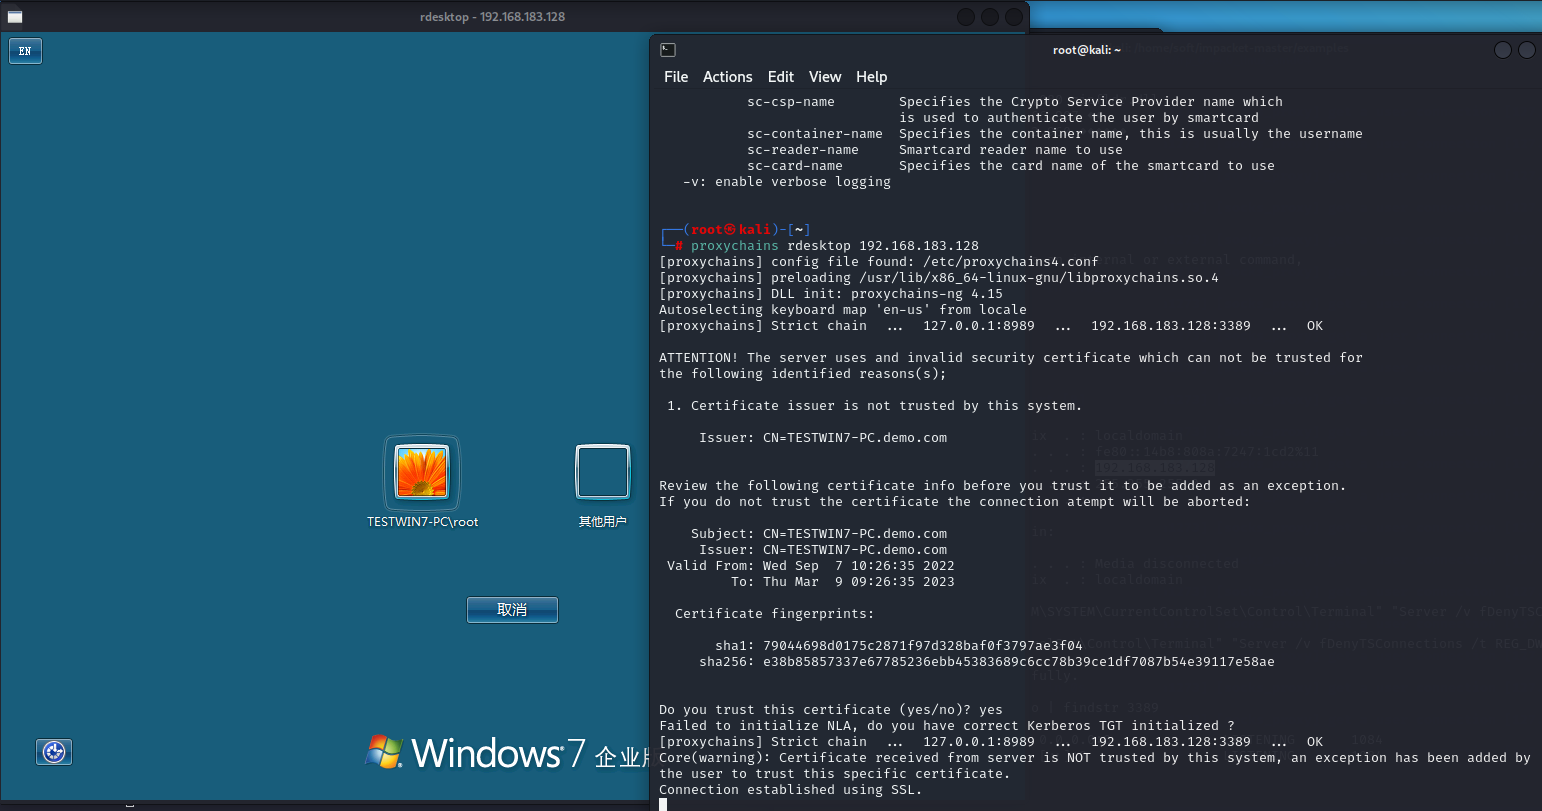 rdesktop - 192.168.183.128
EN
TESTWIN7-PC\root
其他用户
取消
Windows 7 企业版
root@kali: ~
File Actions Edit View Help
sc-csp-name Specifies the Crypto Service Provider name which
is used to authenticate the user by smartcard
sc-container-name Specifies the container name, this is usually the username
sc-reader-name Smartcard reader name to use
sc-card-name Specifies the card name of the smartcard to use
-v: enable verbose logging
┌──(root㉿kali)-[~]
└─# proxychains rdesktop 192.168.183.128
[proxychains] config file found: /etc/proxychains4.conf
[proxychains] preloading /usr/lib/x86_64-linux-gnu/libproxychains.so.4
[proxychains] DLL init: proxychains-ng 4.15
Autoselecting keyboard map 'en-us' from locale
[proxychains] Strict chain ... 127.0.0.1:8989 ... 192.168.183.128:3389 ... OK
ATTENTION! The server uses and invalid security certificate which can not be trusted for
the following identified reasons(s);
1. Certificate issuer is not trusted by this system.
Issuer: CN=TESTWIN7-PC.demo.com
Review the following certificate info before you trust it to be added as an exception.
If you do not trust the certificate the connection atempt will be aborted:
Subject: CN=TESTWIN7-PC.demo.com
Issuer: CN=TESTWIN7-PC.demo.com
Valid From: Wed Sep 7 10:26:35 2022
To: Thu Mar 9 09:26:35 2023
Certificate fingerprints:
sha1: 79044698d0175c2871f97d328baf0f3797ae3f04
sha256: e38b85857337e67785236ebb45383689c6cc78b39ce1df7087b54e39117e58ae
Do you trust this certificate (yes/no)? yes
Failed to initialize NLA, do you have correct Kerberos TGT initialized ?
[proxychains] Strict chain ... 127.0.0.1:8989 ... 192.168.183.128:3389 ... OK
Core(warning): Certificate received from server is NOT trusted by this system, an exception has been added by
the user to trust this specific certificate.
Connection established using SSL.